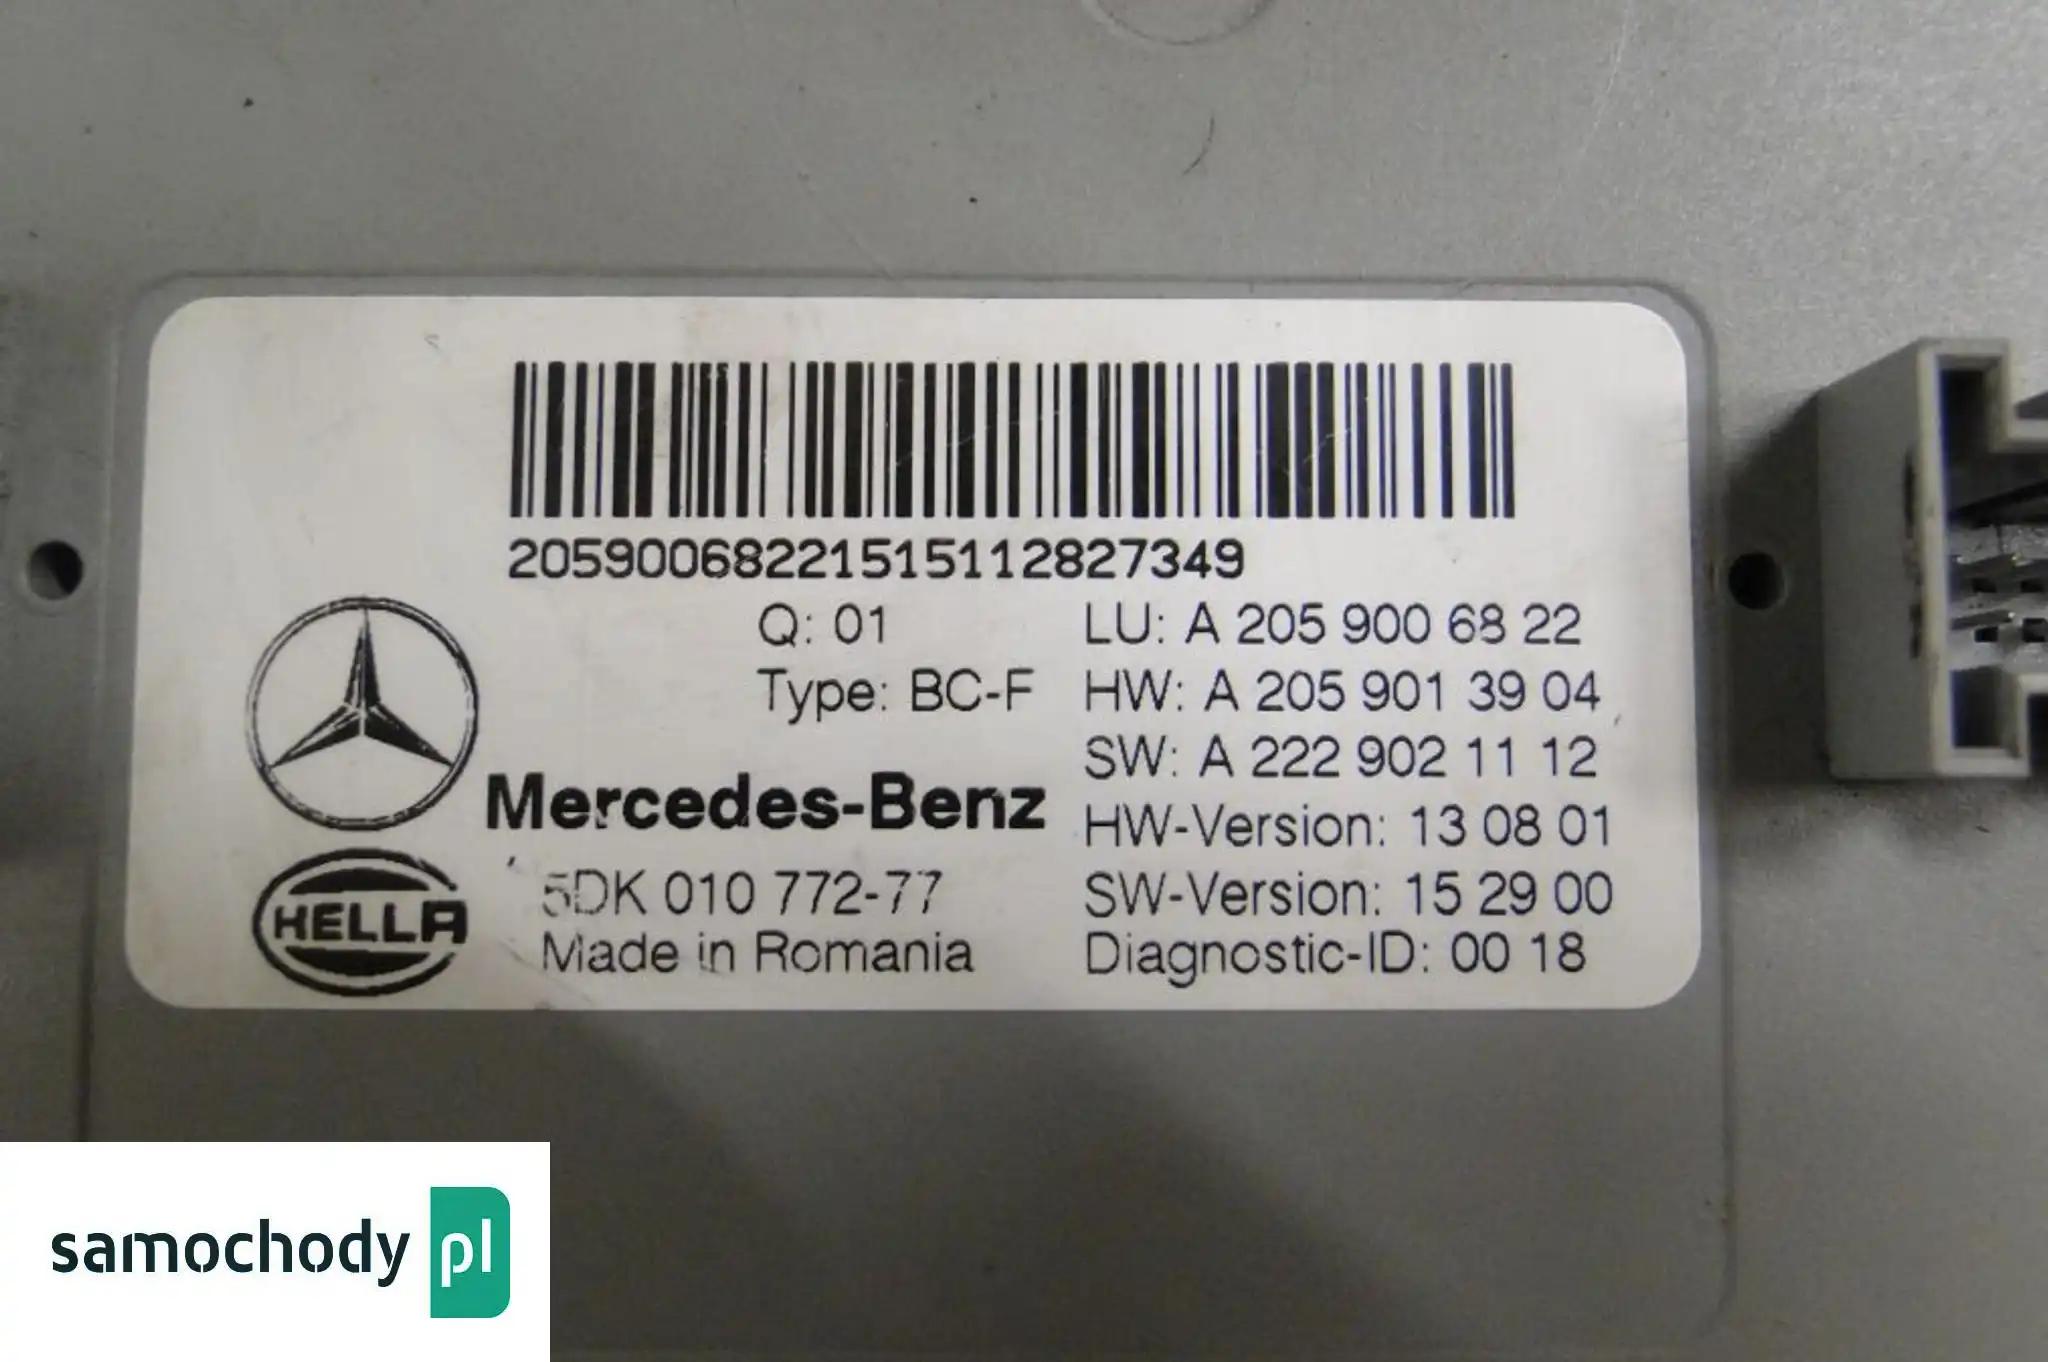 2059006822151511282​7349
Q: 01
LU: A 205 900 68 22
Type: BC-F
HW: A 205 901 39 04
SW: A 222 902 11 12
Mercedes-Benz
HW-Version: 13 08 01
HELLA
5DK 010 772-77
SW-Version: 15 29 00
Made in Romania
Diagnostic-ID: 00 18
samochody pl